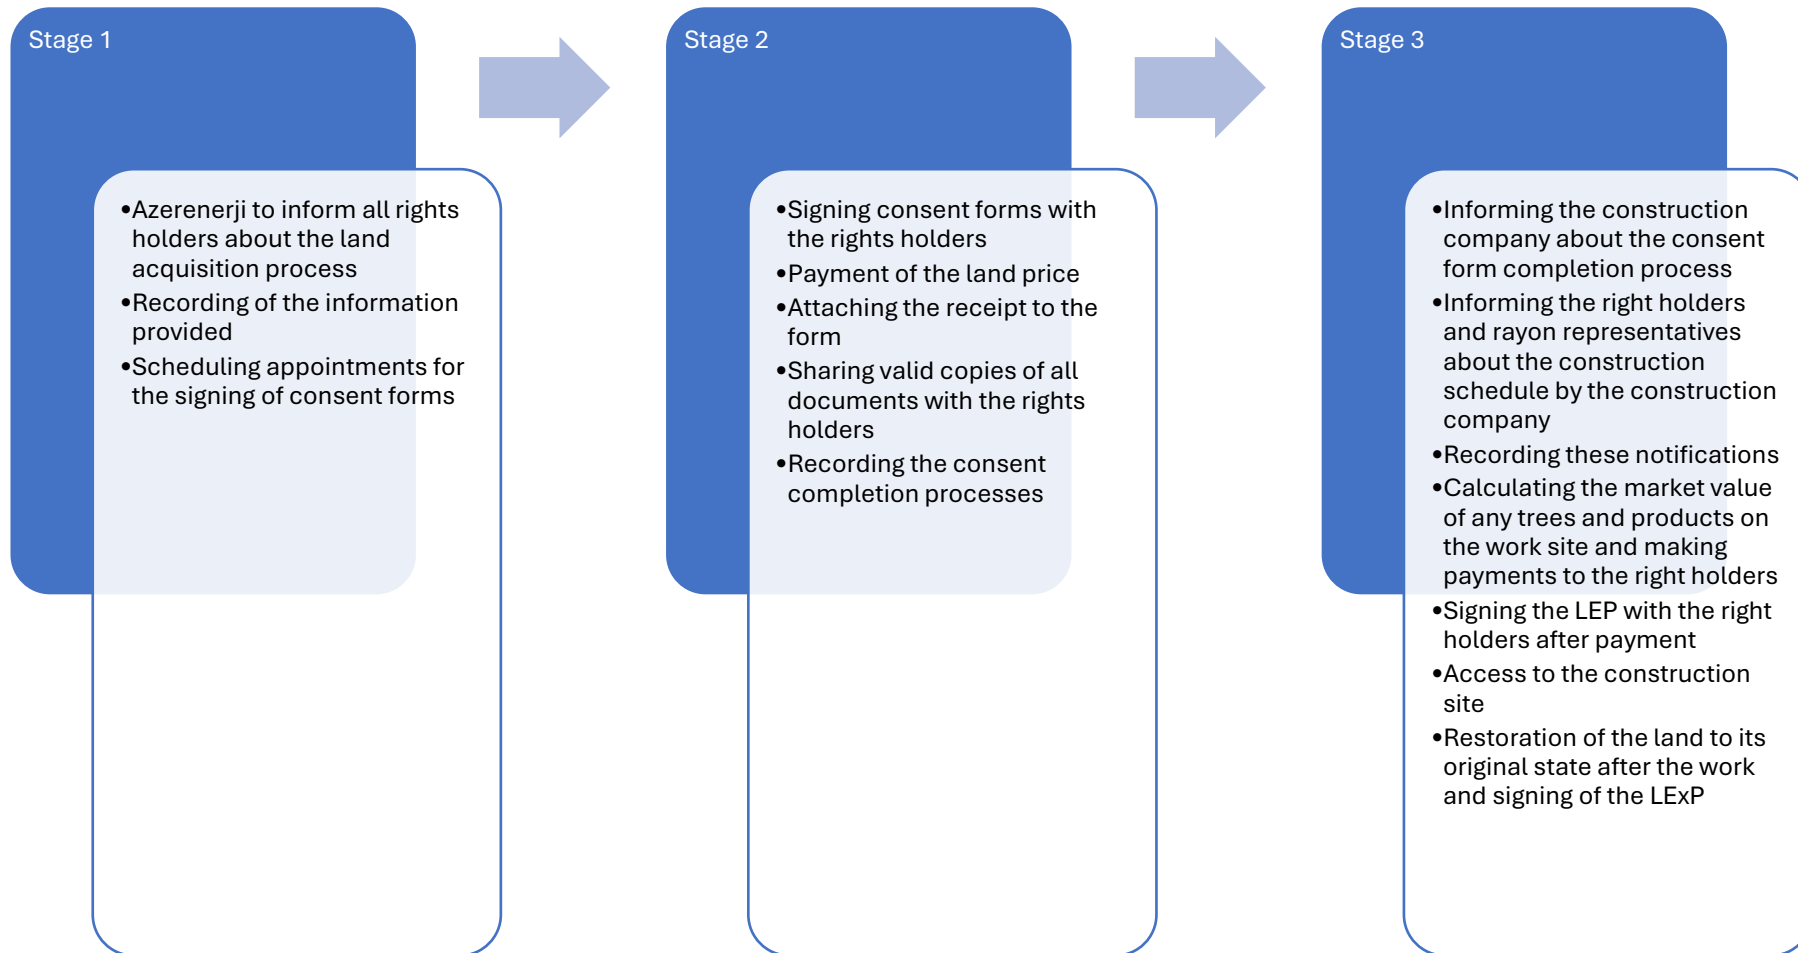 Stage 1
•Azerenerji to inform all rights
holders about the land
acquisition process
•Recording of the information
provided
•Scheduling appointments for
the signing of consent forms
Stage 2
•Signing consent forms with
the rights holders
•Payment of the land price
•Attaching the receipt to the
form
•Sharing valid copies of all
documents with the rights
holders
•Recording the consent
completion processes
Stage 3
•Informing the construction
company about the consent
form completion process
•Informing the right holders
and rayon representatives
about the construction
schedule by the construction
company
•Recording these notifications
•Calculating the market value
of any trees and products on
the work site and making
payments to the right holders
•Signing the LEP with the right
holders after payment
•Access to the construction
site
•Restoration of the land to its
original state after the work
and signing of the LExP